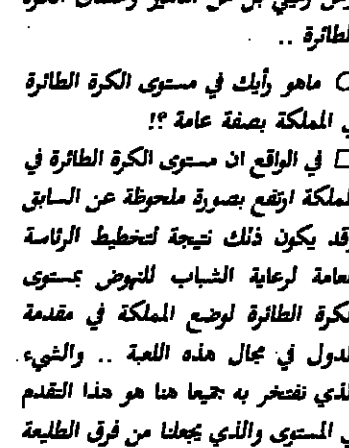 الطائرة ..
○ ماهو رأيك في مستوى الكرة الطائرة
في المملكة بصفة عامة ؟!
□ في الواقع ان مستوى الكرة الطائرة في
المملكة ارتفع بصورة ملحوظة عن السابق
وقد يكون ذلك نتيجة لتخطيط الرئاسة
العامة لرعاية الشباب للنهوض بمستوى
الكرة الطائرة لوضع المملكة في مقدمة
الدول في مجال هذه اللعبة .. والشيء
الذي نفتخر به جميعا هنا هو هذا التقدم
في المستوى والذي يجعلنا من فرق الطليعة